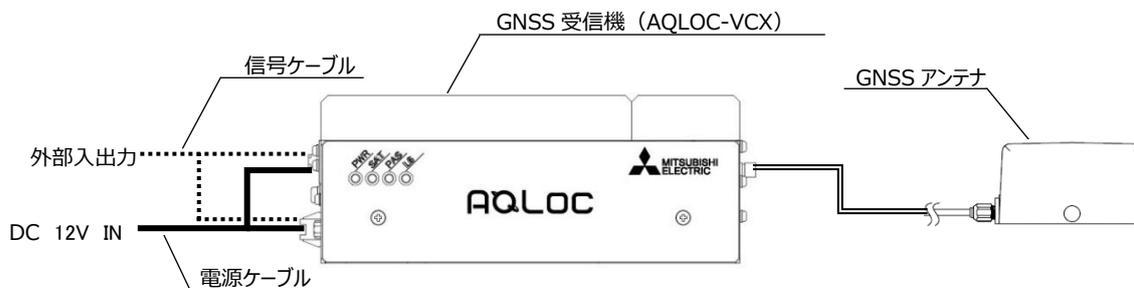 GNSS 受信機（AQLOC-VCX）
信号ケーブル
GNSS アンテナ
外部入出力
PWR SAT PAS L6
MITSUBISHI
ELECTRIC
AQLOC
DC 12V IN
電源ケーブル